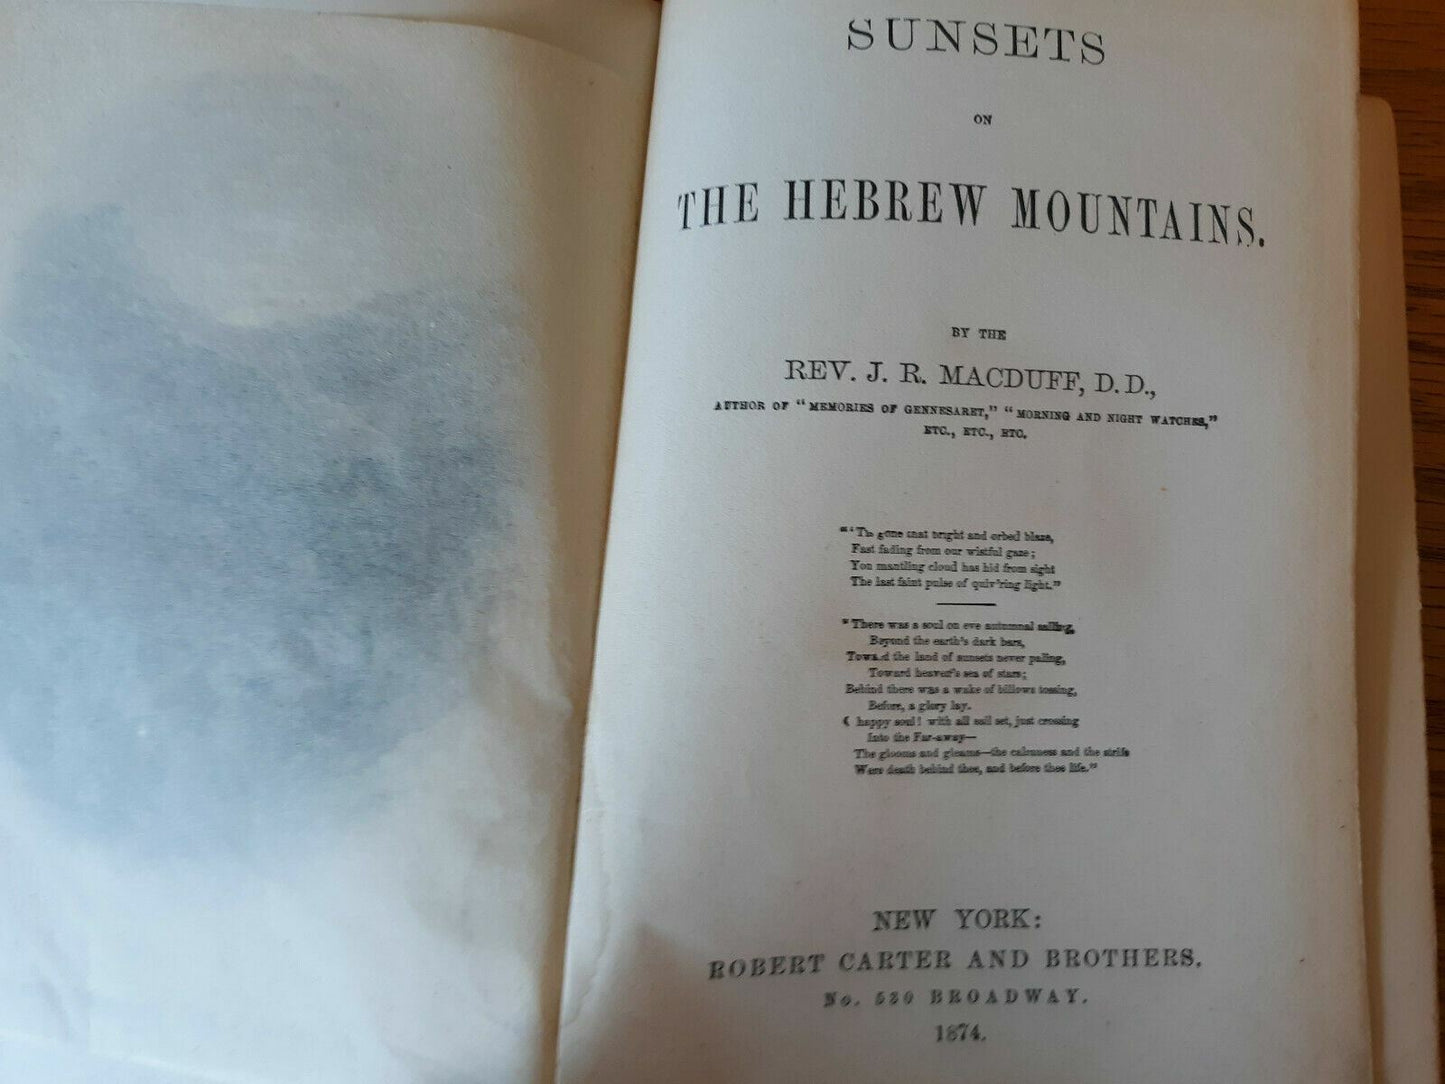 SUNSETS
ON
THE HEBREW MOUNTAINS.
BY THE
REV. J. R. MACDUFF, D. D.,
AUTHOR OF "MEMORIES OF GENNESARET," "MORNING AND NIGHT WATCHES,"
ETC., ETC., ETC.
"'Tis gone that bright and orbed blaze,
Fast fading from our wistful gaze;
Yon mantling cloud has hid from sight
The last faint pulse of quiv'ring light."
"There was a soul on eve autumnal sailing,
Beyond the earth's dark bars,
Toward the land of sunsets never paling,
Toward heaven's sea of stars;
Behind there was a wake of billows tossing,
Before, a glory lay.
happy soul! with all sail set, just crossing
Into the Far-away—
The glooms and gleams—the calmness and the strife
Were death behind thee, and before thee life."
NEW YORK:
ROBERT CARTER AND BROTHERS,
No. 530 BROADWAY.
1874.